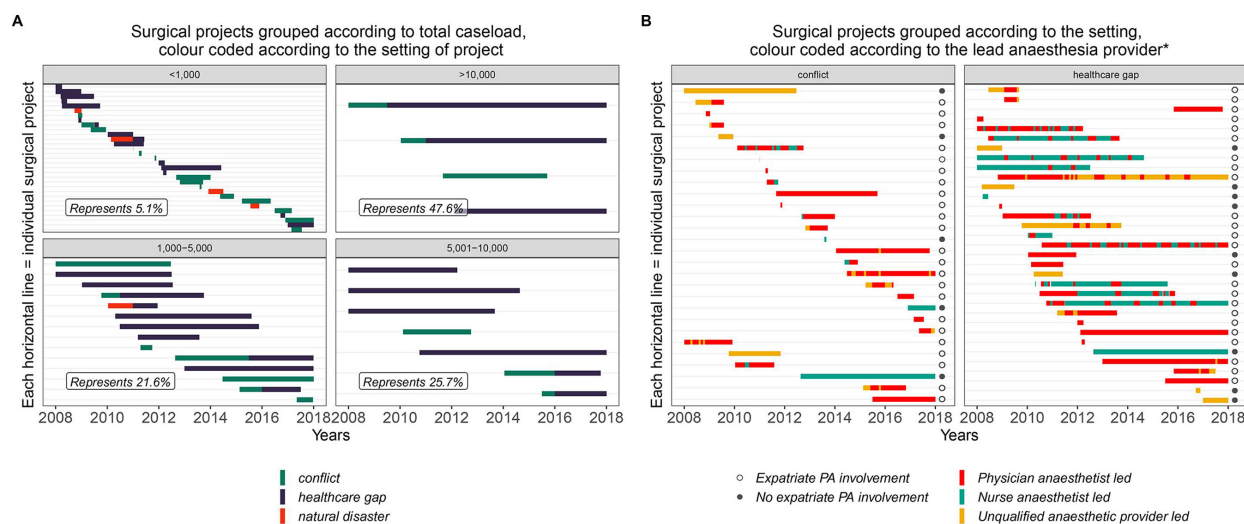 A
Surgical projects grouped according to total caseload,
colour coded according to the setting of project
Each horizontal line = individual surgical project
<1,000
>10,000
Represents 5.1%
Represents 47.6%
1,000−5,000
5,001−10,000
Represents 21.6%
Represents 25.7%
2008 2010 2012 2014 2016 2018 2008 2010 2012 2014 2016 2018
Years
conflict
healthcare gap
natural disaster
B
Surgical projects grouped according to the setting,
colour coded according to the lead anaesthesia provider*
Each horizontal line = individual surgical project
conflict
healthcare gap
2008 2010 2012 2014 2016 2018 2008 2010 2012 2014 2016 2018
Years
Expatriate PA involvement
No expatriate PA involvement
Physician anaesthetist led
Nurse anaesthetist led
Unqualified anaesthetic provider led